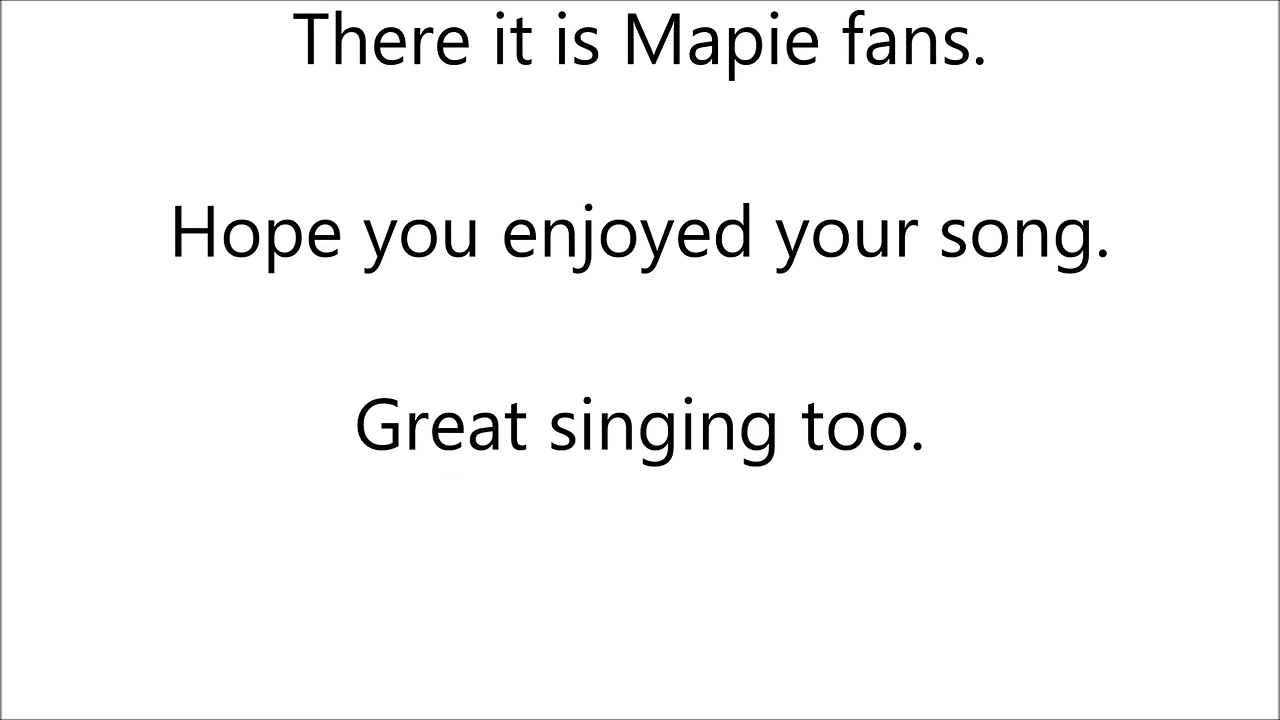 There it is Mapie fans.
Hope you enjoyed your song.
Great singing too.